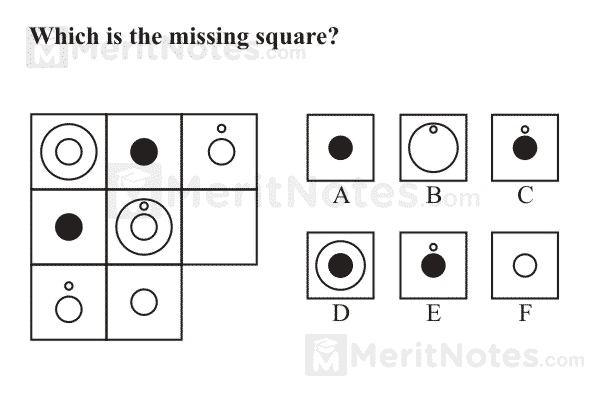 Which is the missing square?
MeritNotes.com
MeritNotes.com
A B C
D E F
MeritNotes.com